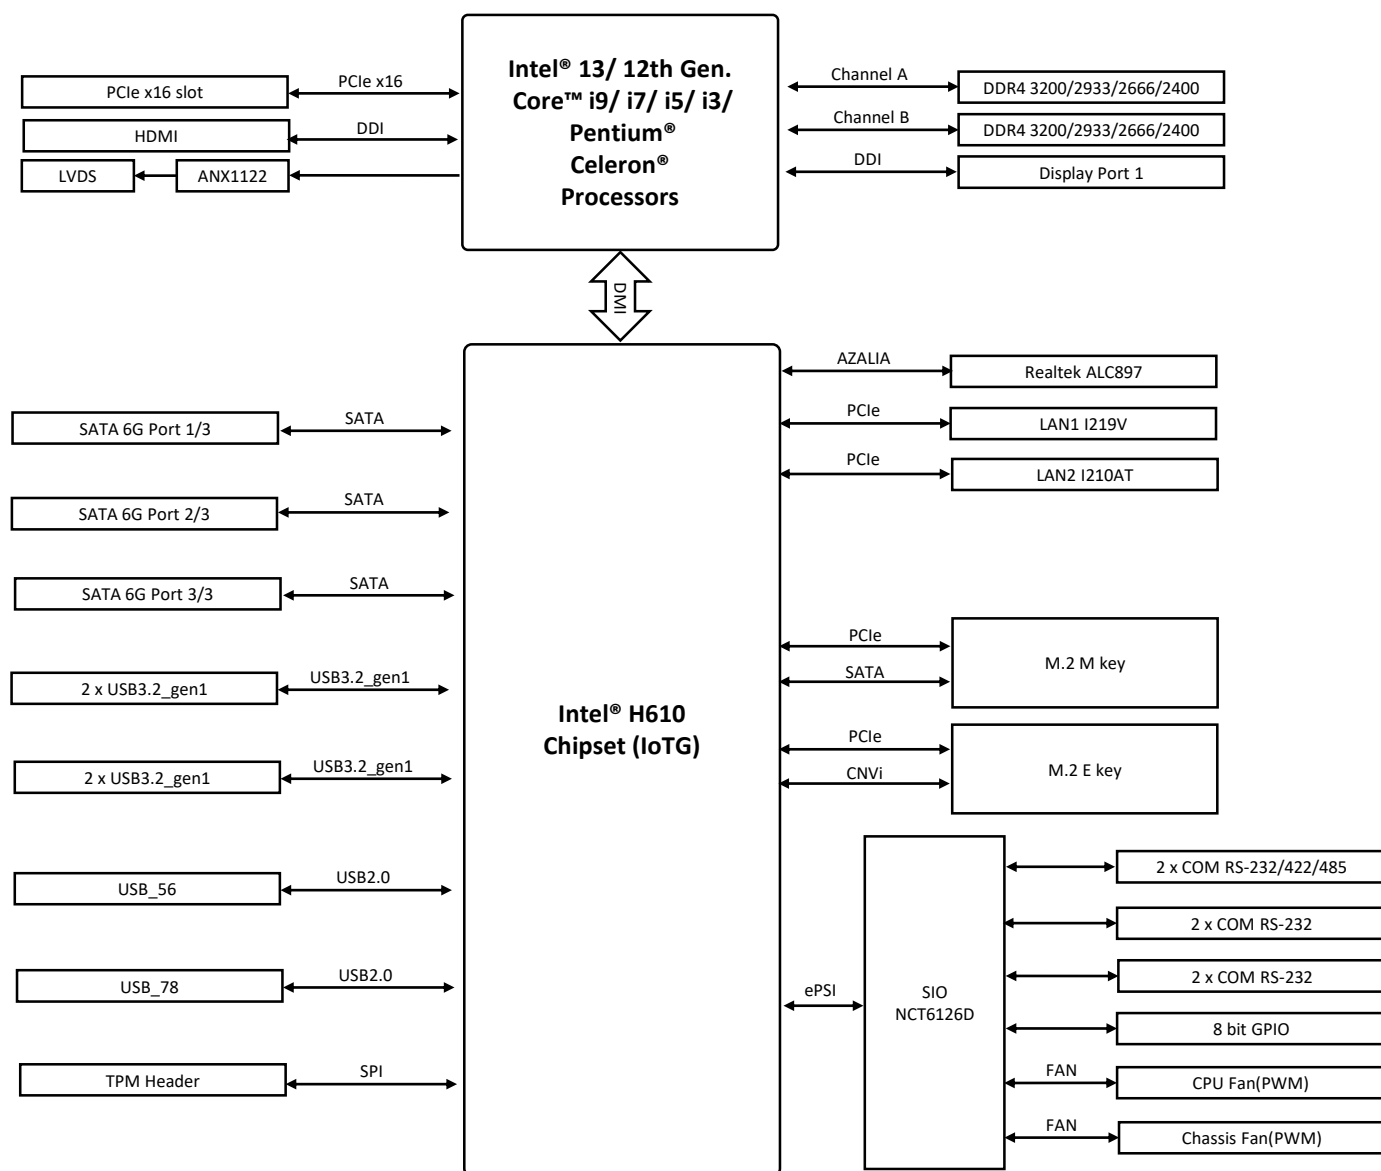 Intel® 13/ 12th Gen.
Core™ i9/ i7/ i5/ i3/
Pentium®
Celeron®
Processors
PCIe x16 slot
PCIe x16
HDMI
DDI
LVDS
ANX1122
Channel A
DDR4 3200/2933/2666/2400
Channel B
DDR4 3200/2933/2666/2400
DDI
Display Port 1
DMI
Intel® H610
Chipset (IoTG)
SATA 6G Port 1/3
SATA
SATA 6G Port 2/3
SATA
SATA 6G Port 3/3
SATA
2 x USB3.2_gen1
USB3.2_gen1
2 x USB3.2_gen1
USB3.2_gen1
USB_56
USB2.0
USB_78
USB2.0
TPM Header
SPI
AZALIA
Realtek ALC897
PCIe
LAN1 I219V
PCIe
LAN2 I210AT
PCIe
SATA
M.2 M key
PCIe
CNVi
M.2 E key
ePSI
SIO
NCT6126D
2 x COM RS-232/422/485
2 x COM RS-232
2 x COM RS-232
8 bit GPIO
FAN
CPU Fan(PWM)
FAN
Chassis Fan(PWM)